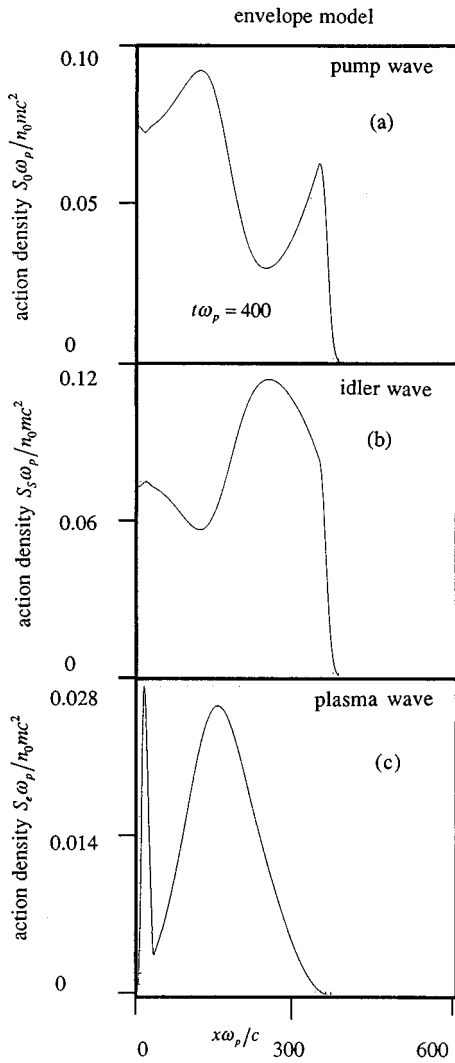 envelope model
pump wave
(a)
0.10
0.05
0
action density S₀ωₚ/n₀mc²
tωₚ = 400
idler wave
(b)
0.12
0.06
0
action density Sₛωₚ/n₀mc²
plasma wave
(c)
0.028
0.014
0
action density Sₑωₚ/n₀mc²
0 xωₚ/c 300 600